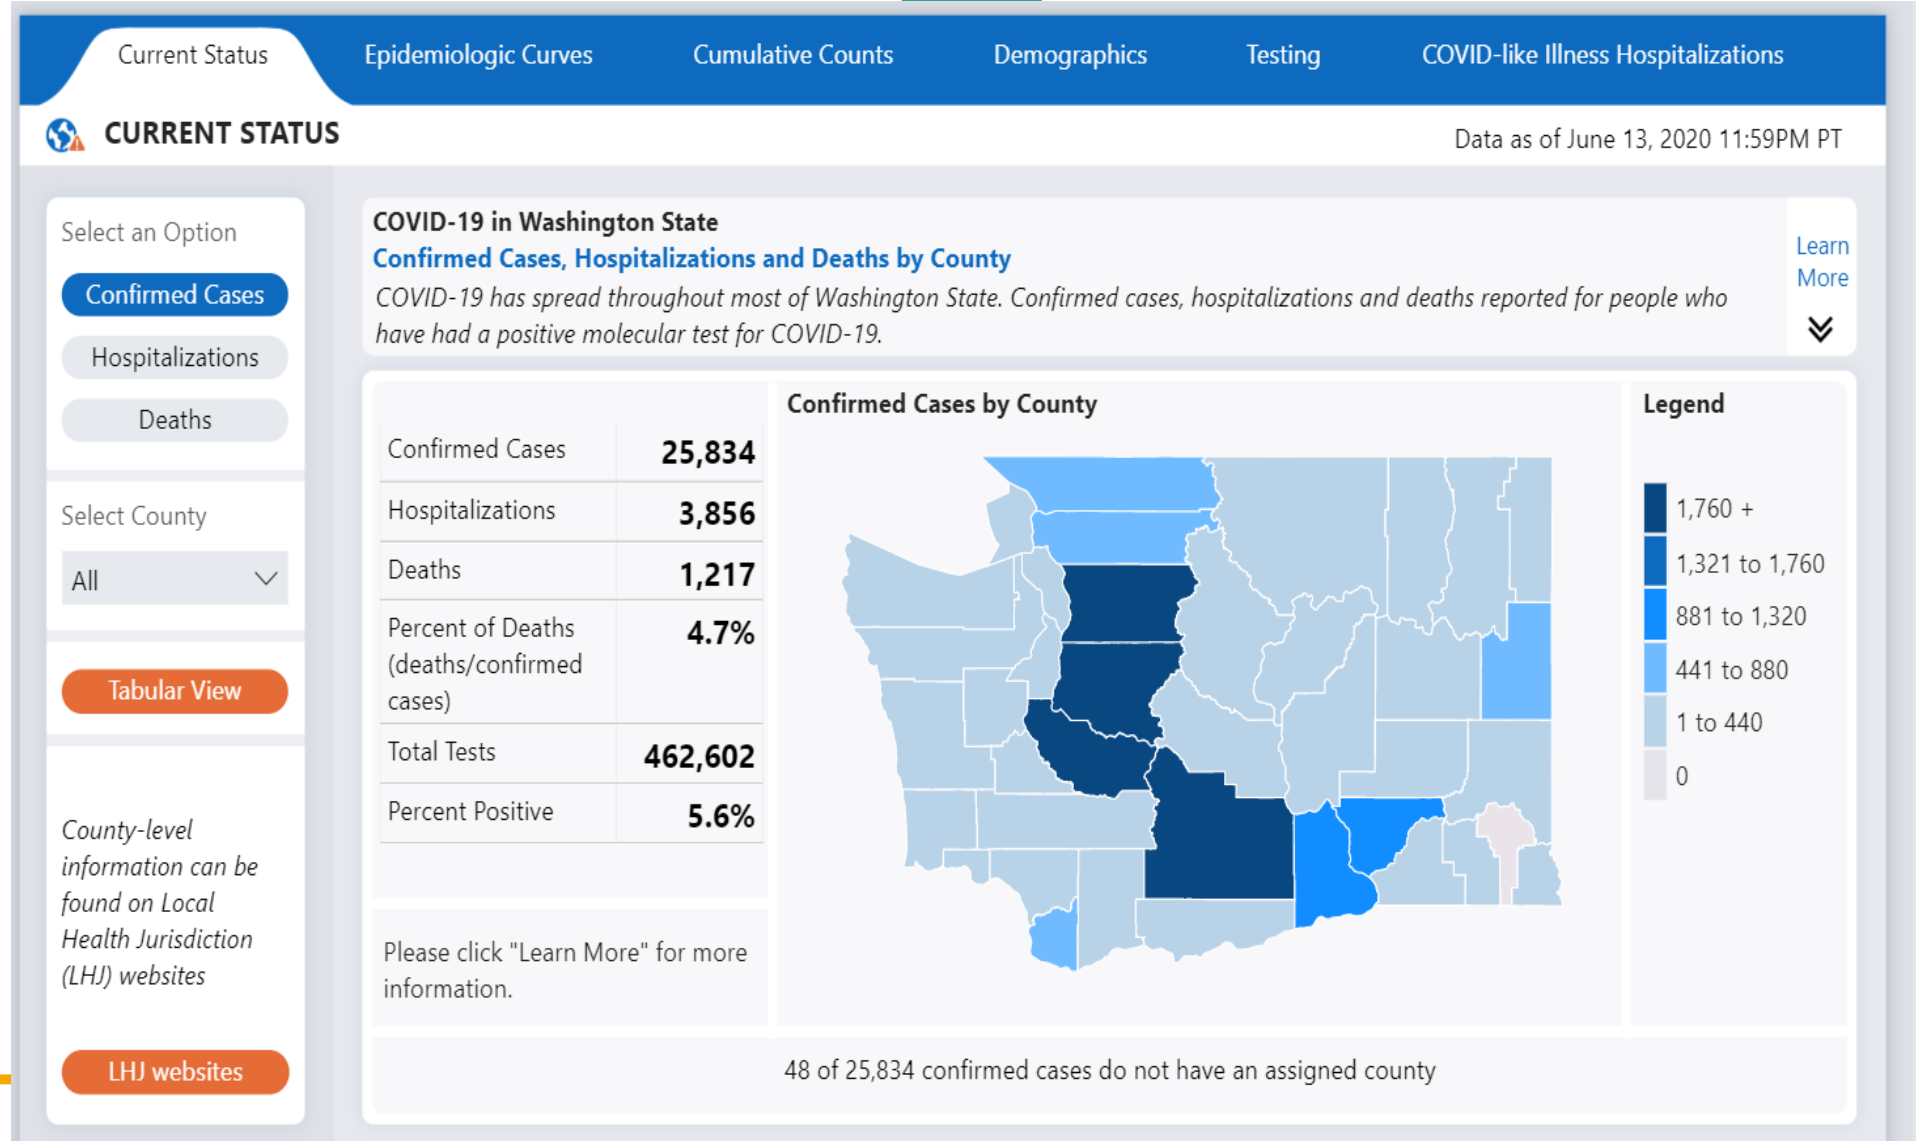 Current Status
Epidemiologic Curves
Cumulative Counts
Demographics
Testing
COVID-like Illness Hospitalizations
CURRENT STATUS
Data as of June 13, 2020 11:59PM PT
Select an Option
Confirmed Cases
Hospitalizations
Deaths
Select County
All
Tabular View
County-level
information can be
found on Local
Health Jurisdiction
(LHJ) websites
LHJ websites
COVID-19 in Washington State
Confirmed Cases, Hospitalizations and Deaths by County
COVID-19 has spread throughout most of Washington State. Confirmed cases, hospitalizations and deaths reported for people who
have had a positive molecular test for COVID-19.
Learn
More
Confirmed Cases 25,834
Hospitalizations 3,856
Deaths 1,217
Percent of Deaths 4.7%
(deaths/confirmed
cases)
Total Tests 462,602
Percent Positive 5.6%
Please click "Learn More" for more
information.
Confirmed Cases by County
Legend
1,760 +
1,321 to 1,760
881 to 1,320
441 to 880
1 to 440
0
48 of 25,834 confirmed cases do not have an assigned county